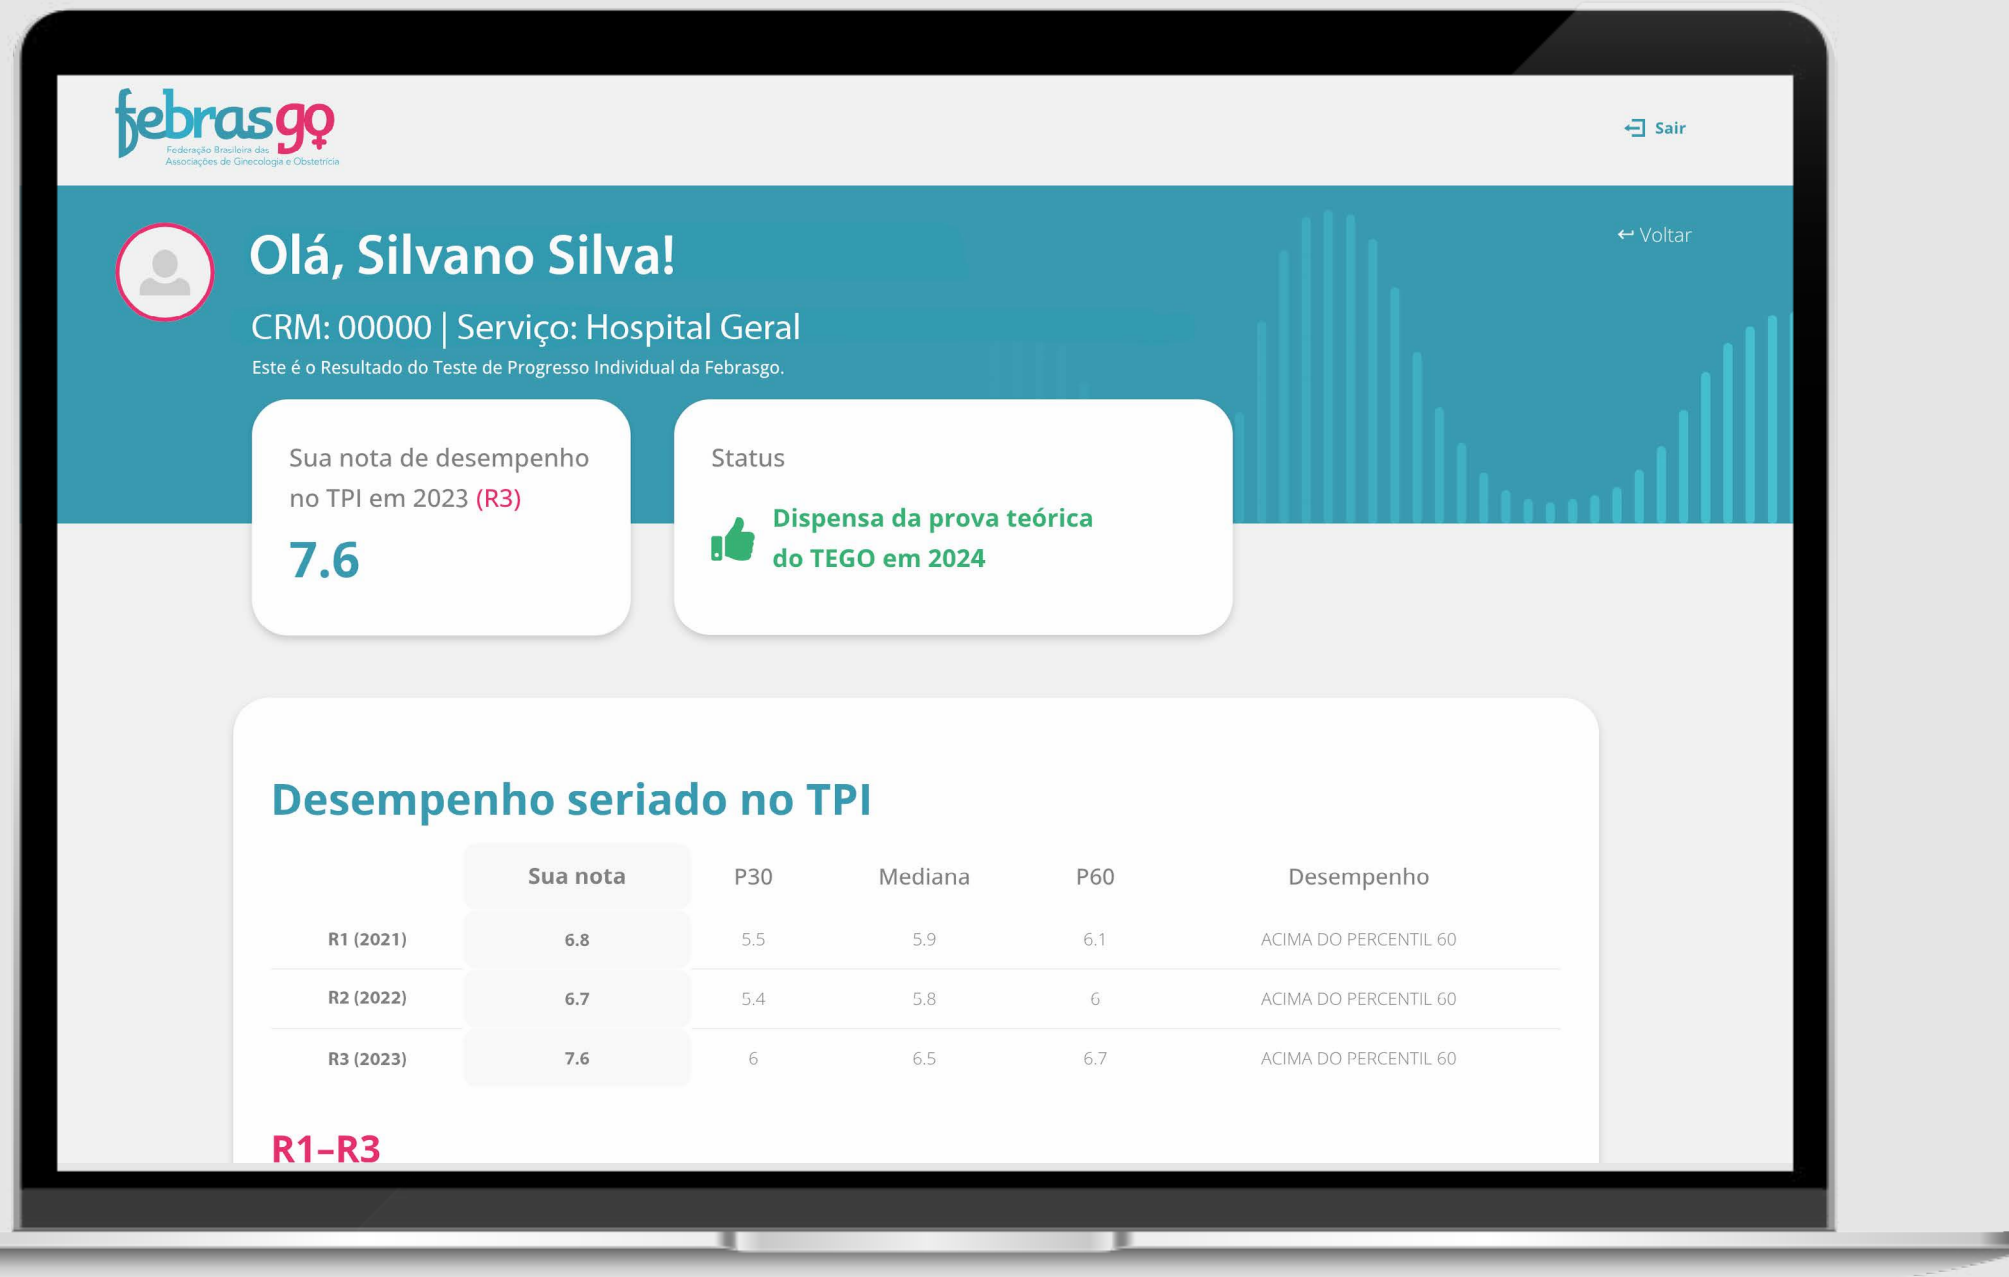 febrasgo
Federação Brasileira das
Associações de Ginecologia e Obstetrícia
Sair
Voltar
Olá, Silvano Silva!
CRM: 00000 | Serviço: Hospital Geral
Este é o Resultado do Teste de Progresso Individual da Febrasgo.
Sua nota de desempenho
no TPI em 2023 (R3)
7.6
Status
Dispensa da prova teórica
do TEGO em 2024
Desempenho seriado no TPI
Sua nota P30 Mediana P60 Desempenho
R1 (2021) 6.8 5.5 5.9 6.1 ACIMA DO PERCENTIL 60
R2 (2022) 6.7 5.4 5.8 6 ACIMA DO PERCENTIL 60
R3 (2023) 7.6 6 6.5 6.7 ACIMA DO PERCENTIL 60
R1–R3